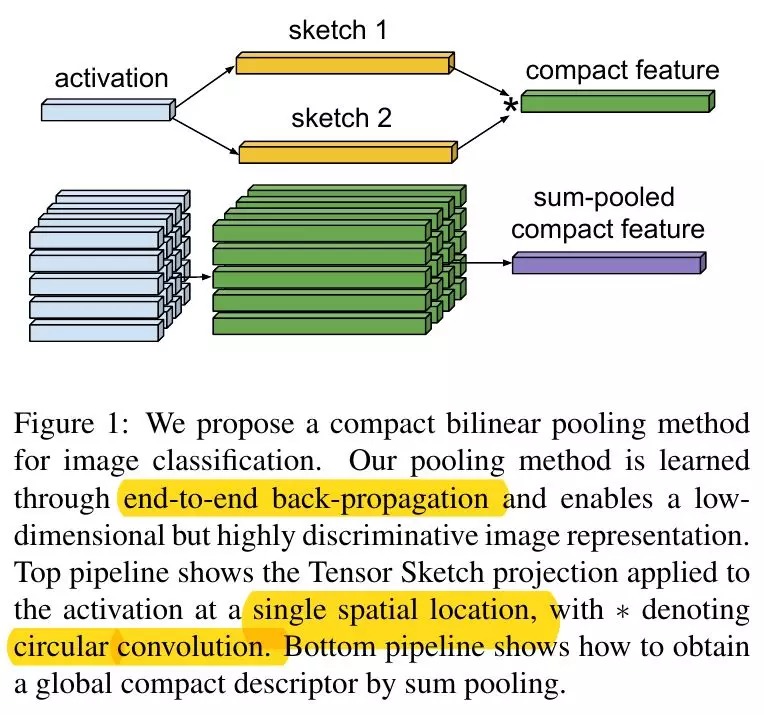 sketch 1
activation
compact feature
*
sketch 2
sum-pooled
compact feature
Figure 1: We propose a compact bilinear pooling method
for image classification. Our pooling method is learned
through end-to-end back-propagation and enables a low-
dimensional but highly discriminative image representation.
Top pipeline shows the Tensor Sketch projection applied to
the activation at a single spatial location, with ∗ denoting
circular convolution. Bottom pipeline shows how to obtain
a global compact descriptor by sum pooling.